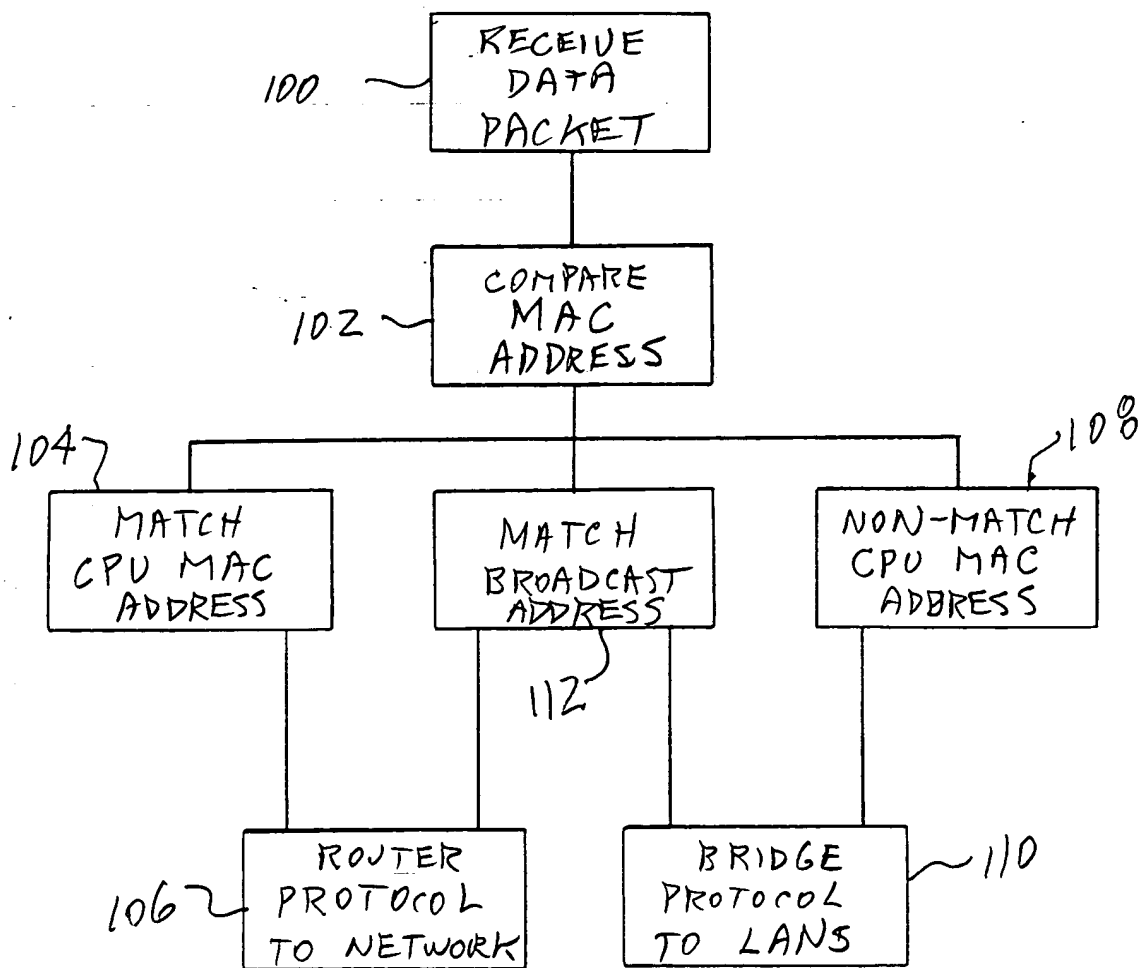 RECEIVE
DATA
PACKET
100
COMPARE
MAC
ADDRESS
102
104
108
MATCH
CPU MAC
ADDRESS
MATCH
BROADCAST
ADDRESS
NON-MATCH
CPU MAC
ADDRESS
112
ROUTER
PROTOCOL
TO NETWORK
106
BRIDGE
PROTOCOL
TO LANS
110